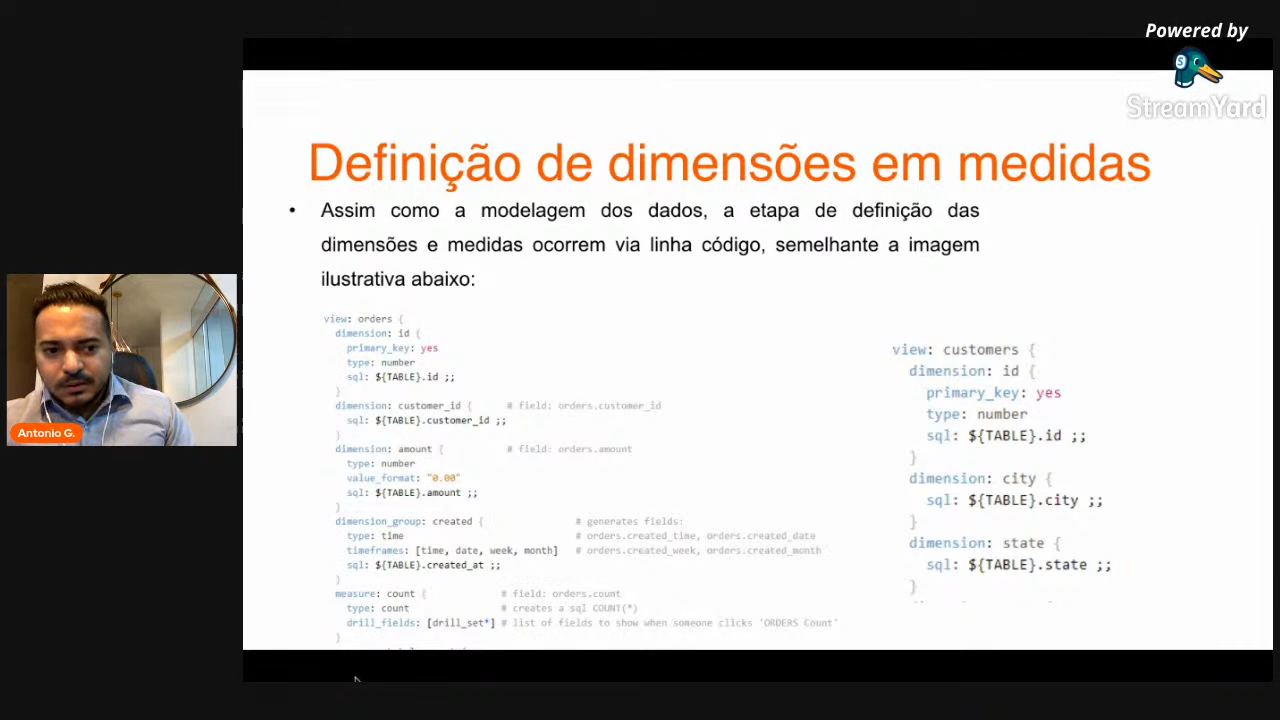 Powered by
StreamYard
Definição de dimensões em medidas
• Assim como a modelagem dos dados, a etapa de definição das
dimensões e medidas ocorrem via linha código, semelhante a imagem
ilustrativa abaixo:
view: orders {
dimension: id {
primary_key: yes
type: number
sql: ${TABLE}.id ;;
}
dimension: customer_id { # field: orders.customer_id
sql: ${TABLE}.customer_id ;;
}
dimension: amount { # field: orders.amount
type: number
value_format: "0.00"
sql: ${TABLE}.amount ;;
}
dimension_group: created { # generates fields:
type: time # orders.created_time, orders.created_date
timeframes: [time, date, week, month] # orders.created_week, orders.created_month
sql: ${TABLE}.created_at ;;
}
measure: count { # field: orders.count
type: count # creates a sql COUNT(*)
drill_fields: [drill_set*] # list of fields to show when someone clicks 'ORDERS Count'
}
view: customers {
dimension: id {
primary_key: yes
type: number
sql: ${TABLE}.id ;;
}
dimension: city {
sql: ${TABLE}.city ;;
}
dimension: state {
sql: ${TABLE}.state ;;
}
Antonio G.